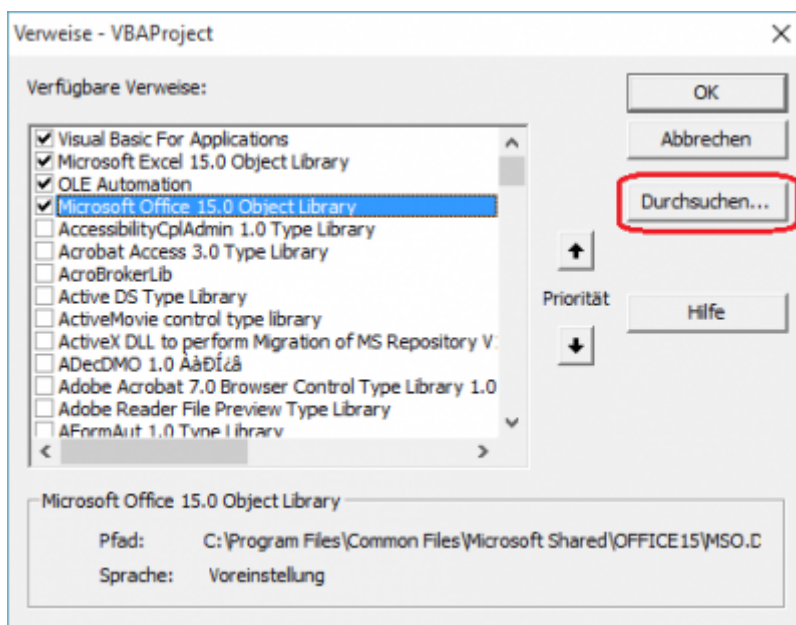 Verweise - VBAProject
Verfügbare Verweise:
OK
Visual Basic For Applications
Microsoft Excel 15.0 Object Library
OLE Automation
Microsoft Office 15.0 Object Library
AccessibilityCplAdmin 1.0 Type Library
Acrobat Access 3.0 Type Library
AcroBrokerLib
Active DS Type Library
ActiveMovie control type library
ActiveX DLL to perform Migration of MS Repository V
ADecDMO 1.0 ÀàÐÍ¿â
Adobe Acrobat 7.0 Browser Control Type Library 1.0
Adobe Reader File Preview Type Library
AFormAut 1.0 Type Library
Abbrechen
Durchsuchen...
Priorität
Hilfe
Microsoft Office 15.0 Object Library
Pfad: C:\Program Files\Common Files\Microsoft Shared\OFFICE15\MSO.D
Sprache: Voreinstellung